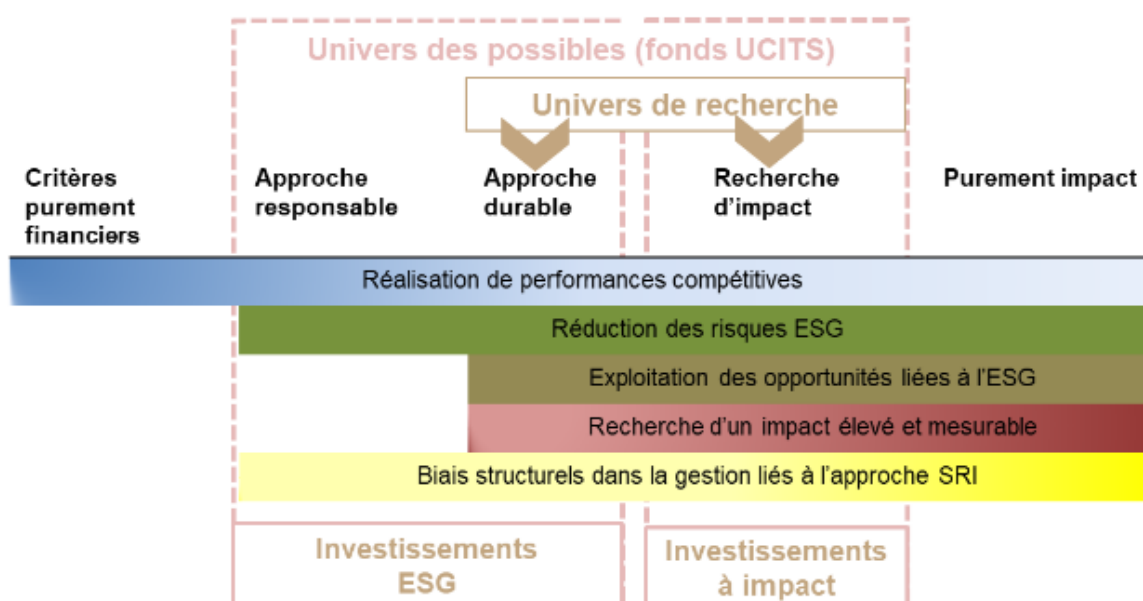 Univers des possibles (fonds UCITS)
Univers de recherche
Critères
purement
financiers
Approche
responsable
Approche
durable
Recherche
d'impact
Purement impact
Réalisation de performances compétitives
Réduction des risques ESG
Exploitation des opportunités liées à l'ESG
Recherche d'un impact élevé et mesurable
Biais structurels dans la gestion liés à l'approche SRI
Investissements
ESG
Investissements
à impact